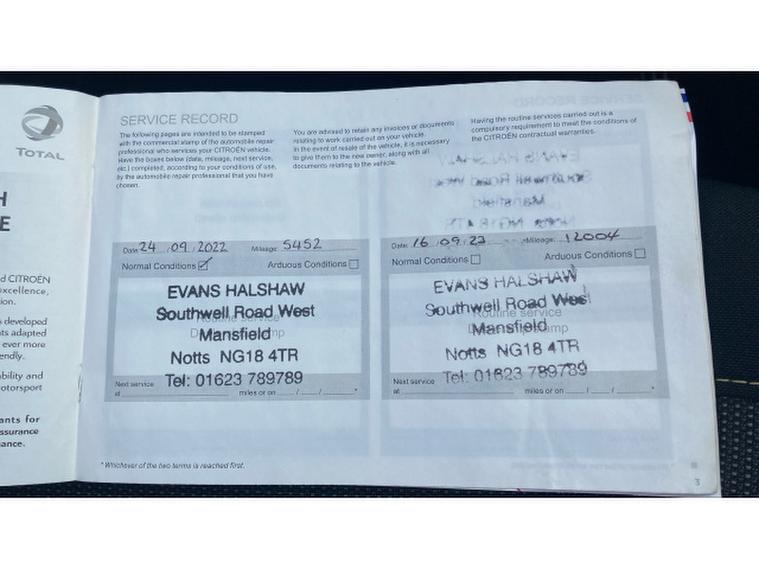 TOTAL
H
E
d CITROËN
excellence,
ion.
s developed
ts adapted
ever more
endly.
bility and
otorsport
ants for
ssurance
ance.
SERVICE RECORD
The following pages are intended to be stamped
with the commercial stamp of the automobile repair
professional who services your CITROËN vehicle.
Have the boxes below (date, mileage, next service,
etc.) completed, according to your conditions of use,
by the automobile repair professional that you have
chosen.
You are advised to retain any invoices or documents
relating to work carried out on your vehicle.
In the event of resale of the vehicle, it is necessary
to give them to the new owner, along with all
documents relating to the vehicle.
Having the routine services carried out is a
compulsory requirement to meet the conditions of
the CITROËN contractual warranties.
Date: 24 / 09 / 2022 Mileage: 5452
Normal Conditions Arduous Conditions
EVANS HALSHAW
Southwell Road West
Mansfield
Notts NG18 4TR
Tel: 01623 789789
Next service
at miles or on / / *
Date: 16 / 09 / 23 Mileage: 12004
Normal Conditions Arduous Conditions
EVANS HALSHAW
Southwell Road West
Routine service
Mansfield
Notts NG18 4TR
Tel: 01623 789789
Next service
at miles or on / / *
* Whichever of the two terms is reached first.
3